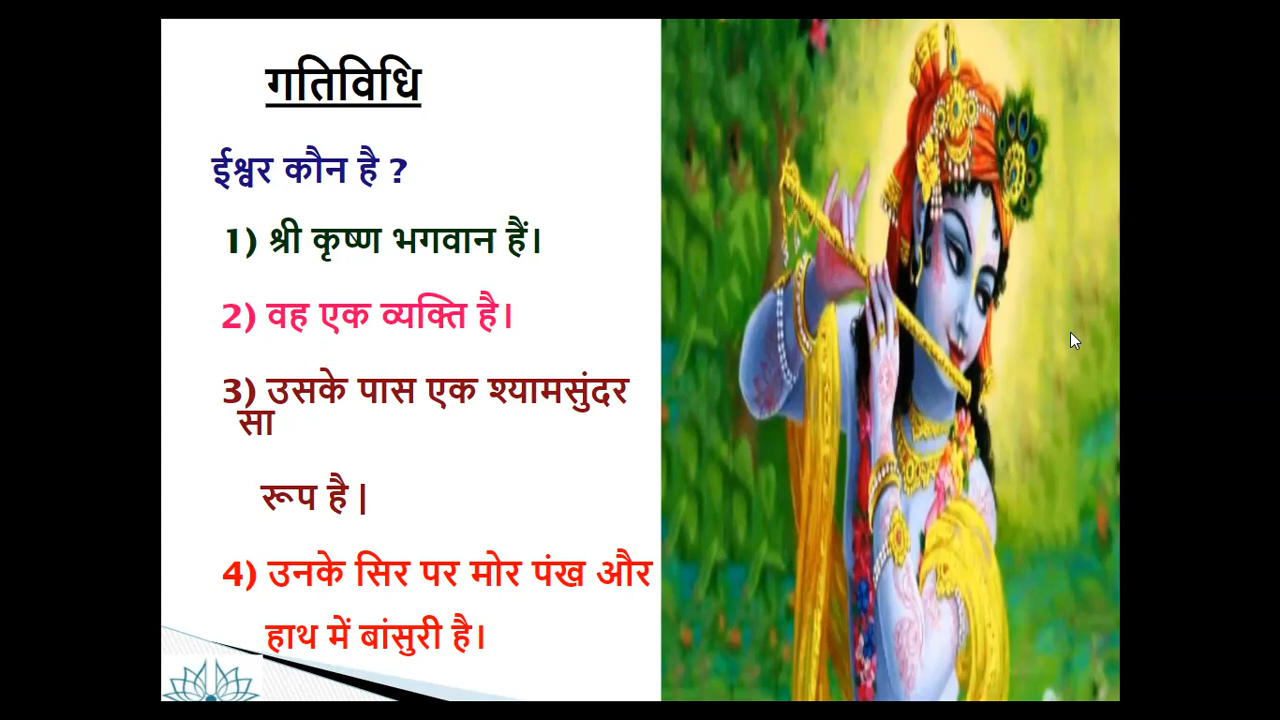 गतिविधि
ईश्वर कौन है ?
1) श्री कृष्ण भगवान हैं।
2) वह एक व्यक्ति है।
3) उसके पास एक श्यामसुंदर
सा
रूप है |
4) उनके सिर पर मोर पंख और
हाथ में बांसुरी है।